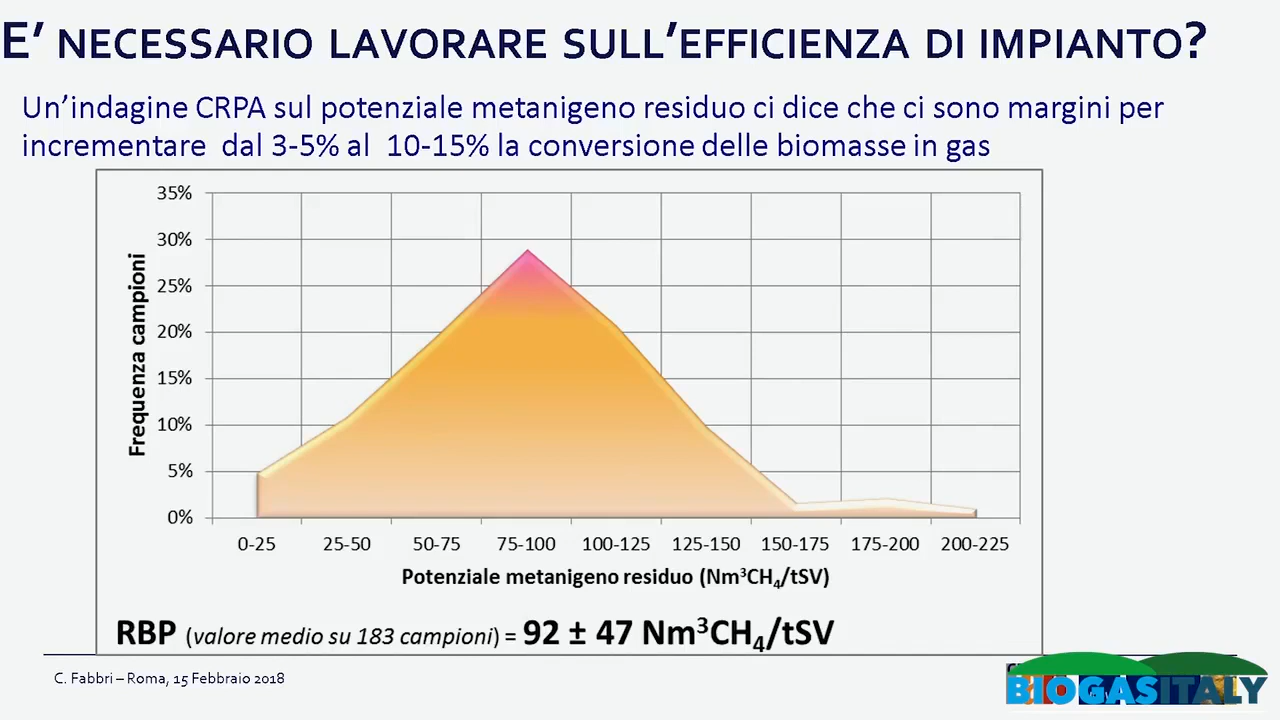 E’ NECESSARIO LAVORARE SULL’EFFICIENZA DI IMPIANTO?
Un’indagine CRPA sul potenziale metanigeno residuo ci dice che ci sono margini per
incrementare dal 3-5% al 10-15% la conversione delle biomasse in gas
35%
30%
25%
20%
15%
10%
5%
0%
Frequenza campioni
0-25 25-50 50-75 75-100 100-125 125-150 150-175 175-200 200-225
Potenziale metanigeno residuo (Nm³CH₄/tSV)
RBP (valore medio su 183 campioni) = 92 ± 47 Nm³CH₄/tSV
C. Fabbri – Roma, 15 Febbraio 2018
BIOGASITALY